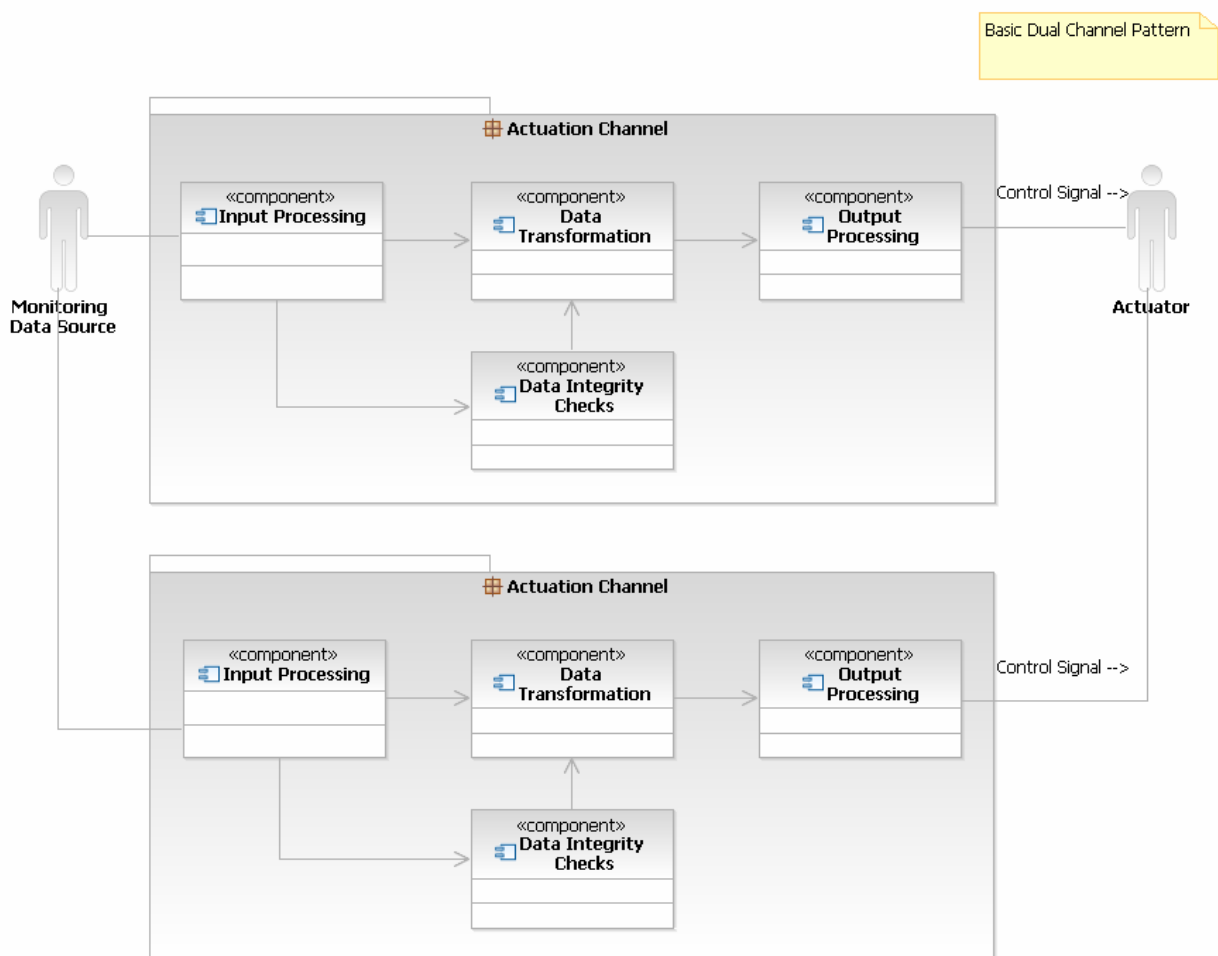 Basic Dual Channel Pattern
Actuation Channel
«component»
Input Processing
«component»
Data
Transformation
«component»
Output
Processing
Control Signal -->
Monitoring
Data Source
Actuator
«component»
Data Integrity
Checks
Actuation Channel
«component»
Input Processing
«component»
Data
Transformation
«component»
Output
Processing
Control Signal -->
«component»
Data Integrity
Checks